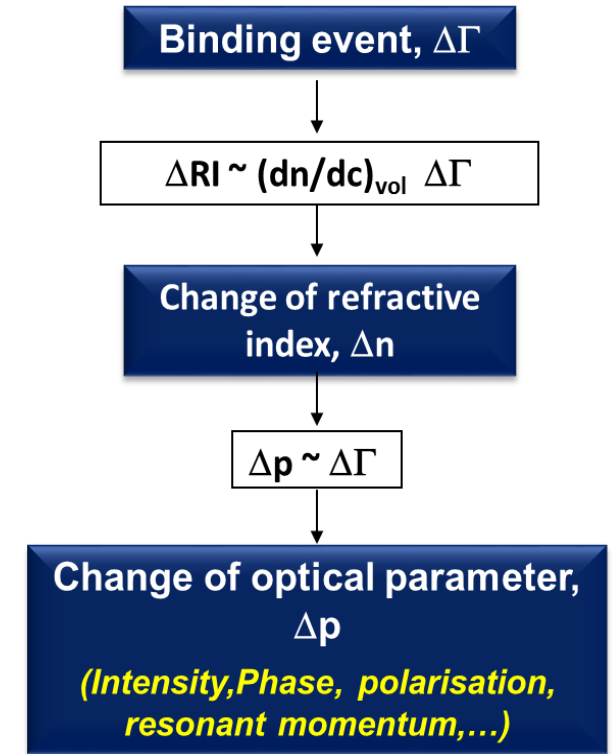 Binding event, ΔΓ
ΔRI ~ (dn/dc)vol ΔΓ
Change of refractive
index, Δn
Δp ~ ΔΓ
Change of optical parameter,
Δp
(Intensity,Phase, polarisation,
resonant momentum,...)